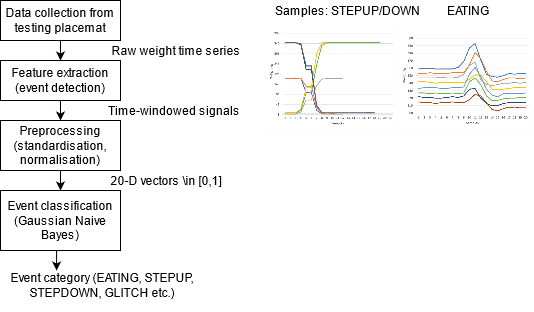 Data collection from
testing placemat
Raw weight time series
Feature extraction
(event detection)
Time-windowed signals
Preprocessing
(standardisation,
normalisation)
20-D vectors \in [0,1]
Event classification
(Gaussian Naive
Bayes)
Event category (EATING, STEPUP,
STEPDOWN, GLITCH etc.)
Samples: STEPUP/DOWN
EATING